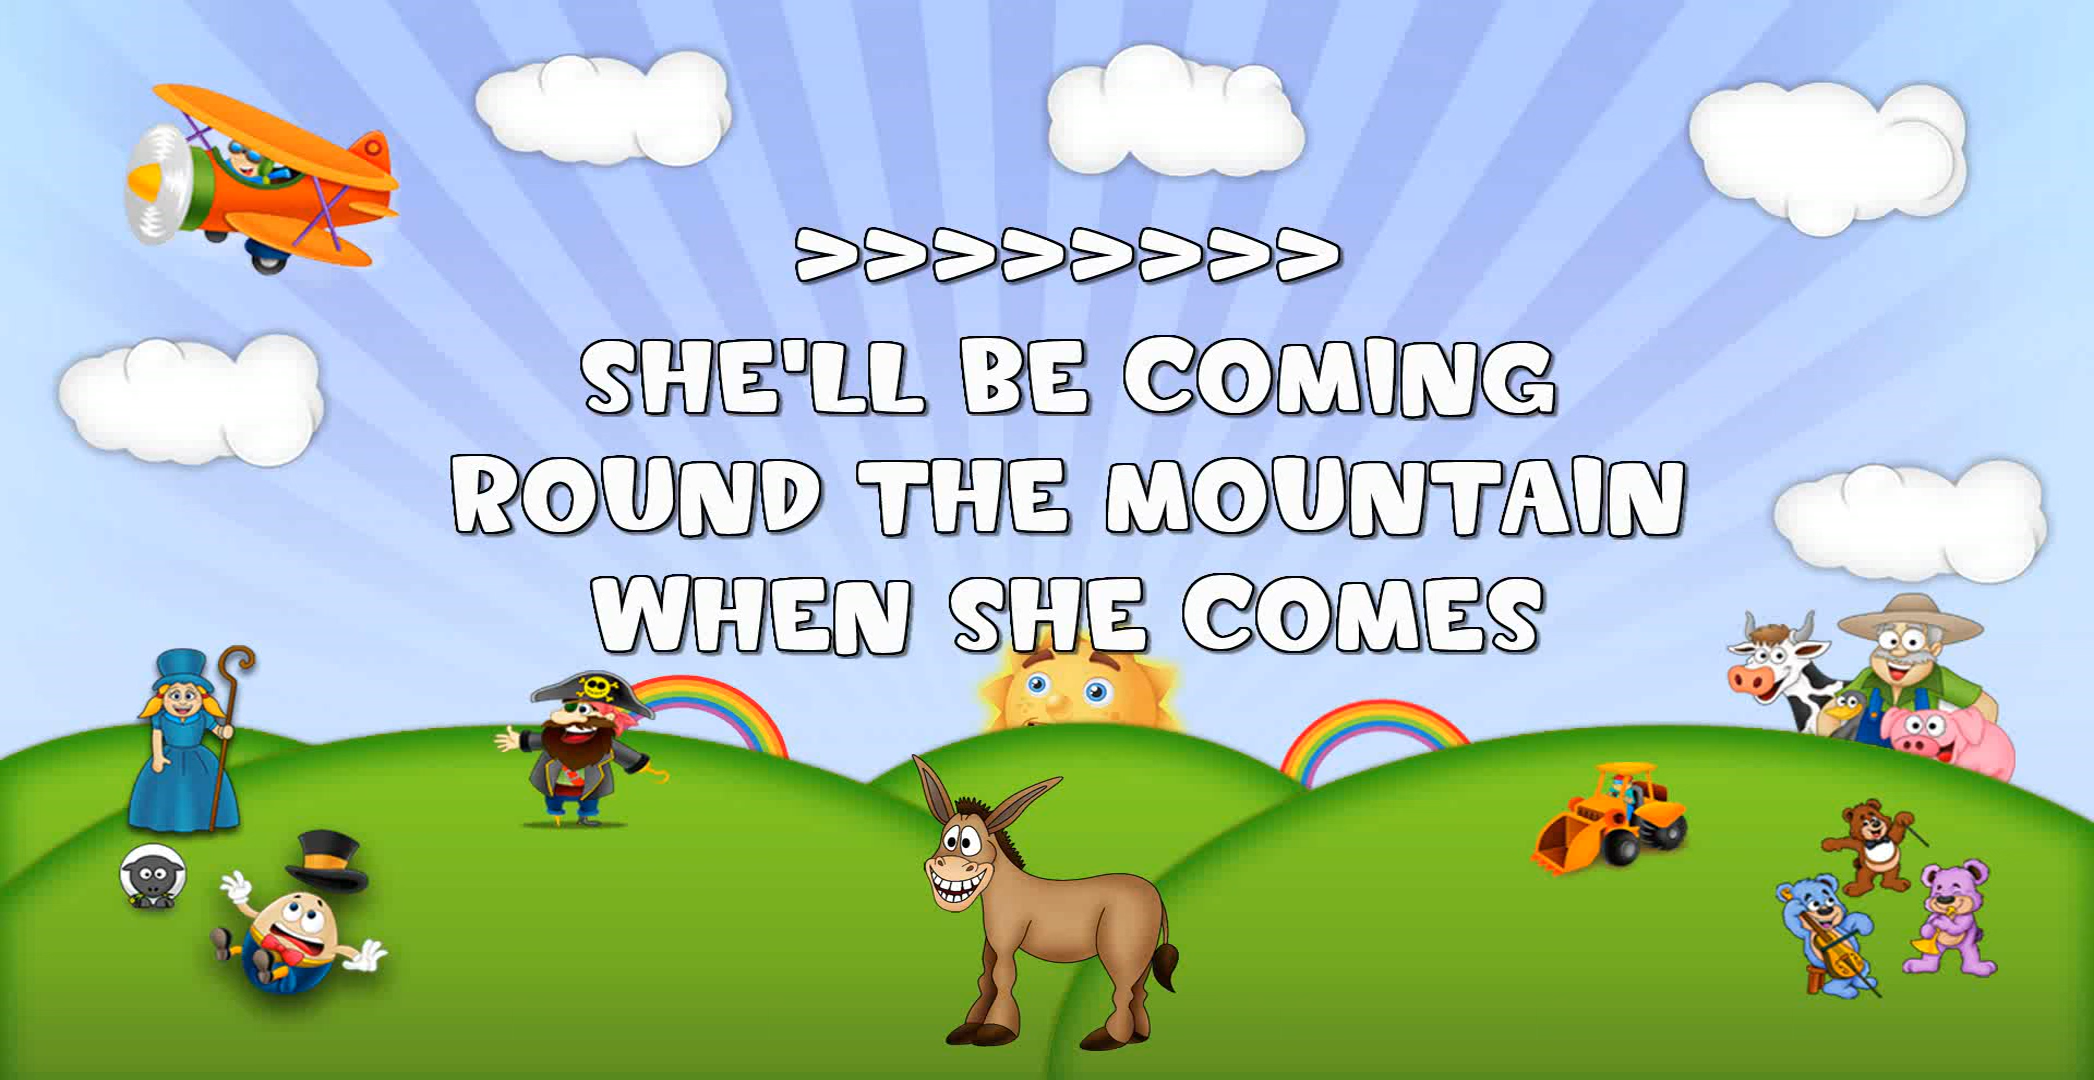 >>>>>>>>
SHE'LL BE COMING
ROUND THE MOUNTAIN
WHEN SHE COMES